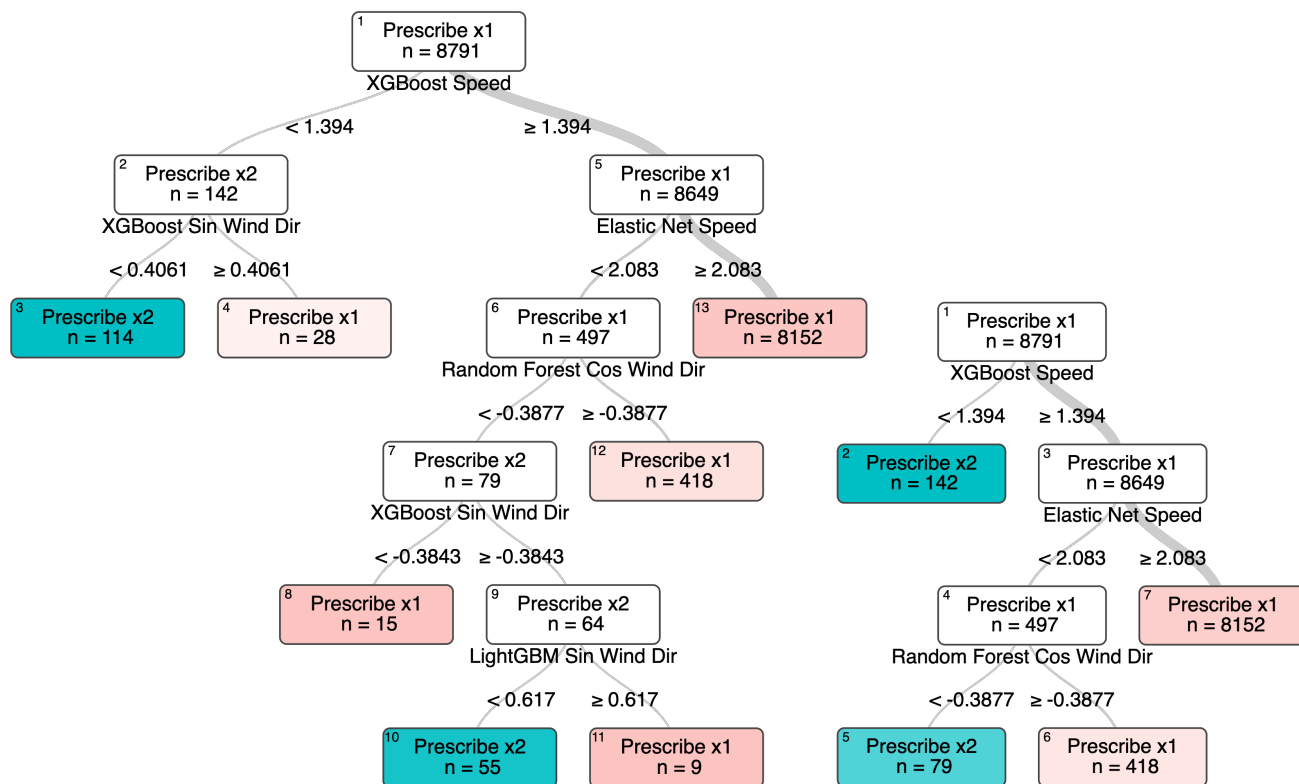 1
Prescribe x1
n = 8791
XGBoost Speed
< 1.394
≥ 1.394
2
Prescribe x2
n = 142
XGBoost Sin Wind Dir
5
Prescribe x1
n = 8649
Elastic Net Speed
< 0.4061
≥ 0.4061
< 2.083
≥ 2.083
3
Prescribe x2
n = 114
4
Prescribe x1
n = 28
6
Prescribe x1
n = 497
Random Forest Cos Wind Dir
13
Prescribe x1
n = 8152
< -0.3877
≥ -0.3877
7
Prescribe x2
n = 79
XGBoost Sin Wind Dir
12
Prescribe x1
n = 418
< -0.3843
≥ -0.3843
8
Prescribe x1
n = 15
9
Prescribe x2
n = 64
LightGBM Sin Wind Dir
< 0.617
≥ 0.617
10
Prescribe x2
n = 55
11
Prescribe x1
n = 9
1
Prescribe x1
n = 8791
XGBoost Speed
< 1.394
≥ 1.394
2
Prescribe x2
n = 142
3
Prescribe x1
n = 8649
Elastic Net Speed
< 2.083
≥ 2.083
4
Prescribe x1
n = 497
Random Forest Cos Wind Dir
7
Prescribe x1
n = 8152
< -0.3877
≥ -0.3877
5
Prescribe x2
n = 79
6
Prescribe x1
n = 418